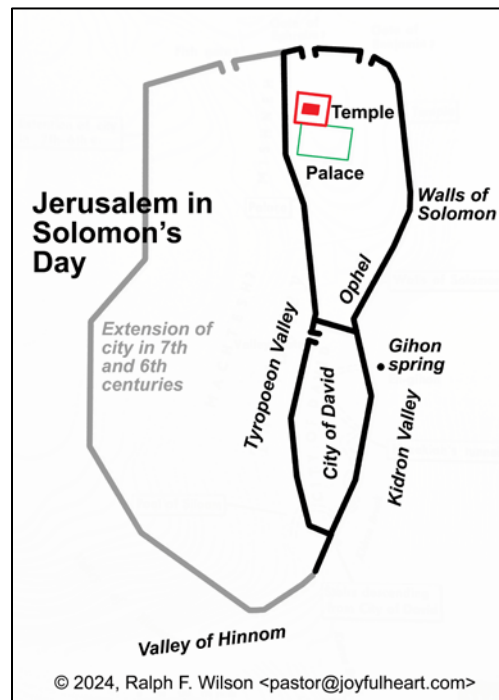 Temple
Palace
Walls of
Solomon
Jerusalem in
Solomon's
Day
Ophel
Extension of
city in 7th
and 6th
centuries
Tyropoeon Valley
Gihon
spring
City of David
Kidron Valley
Valley of Hinnom
© 2024, Ralph F. Wilson <pastor@joyfulheart.com>